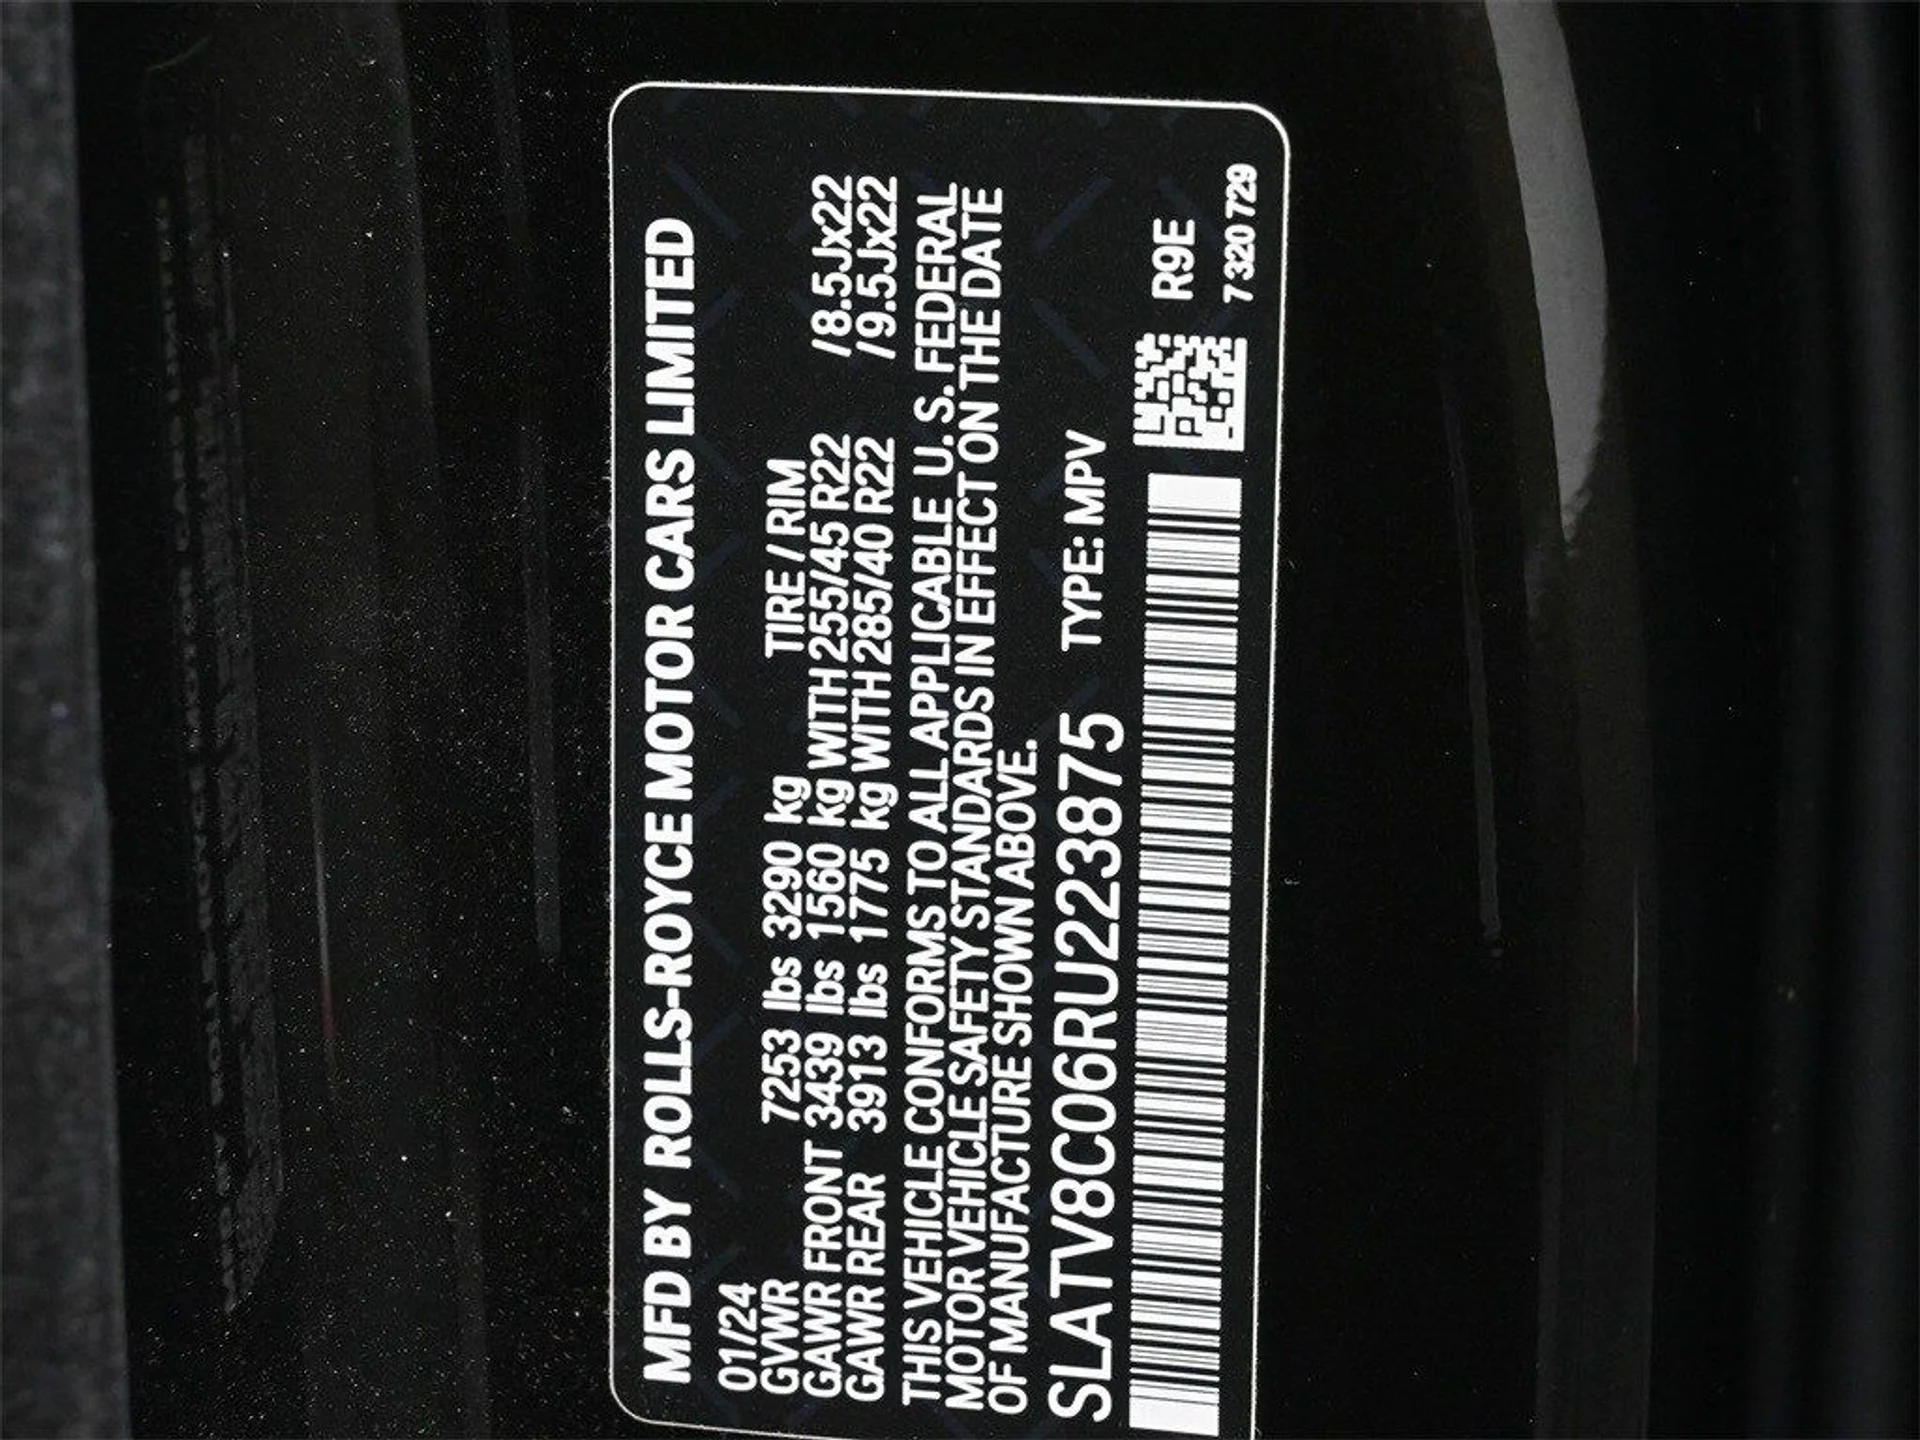 MFD BY ROLLS-ROYCE MOTOR CARS LIMITED
01/24
GVWR 7253 lbs 3290 kg TIRE / RIM
GAWR FRONT 3439 lbs 1560 kg WITH 255/45 R22 /8.5Jx22
GAWR REAR 3913 lbs 1775 kg WITH 285/40 R22 /9.5Jx22
THIS VEHICLE CONFORMS TO ALL APPLICABLE U.S. FEDERAL
MOTOR VEHICLE SAFETY STANDARDS IN EFFECT ON THE DATE
OF MANUFACTURE SHOWN ABOVE.
SLATV8C06RU223875 TYPE: MPV
R9E
7 320 729